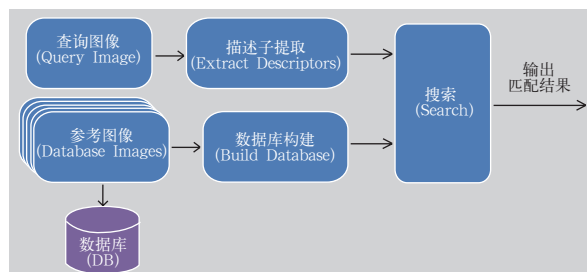 查询图像
(Query Image)
描述子提取
(Extract Descriptors)
搜索
(Search)
输出
匹配结果
参考图像
(Database Images)
数据库构建
(Build Database)
数据库
(DB)